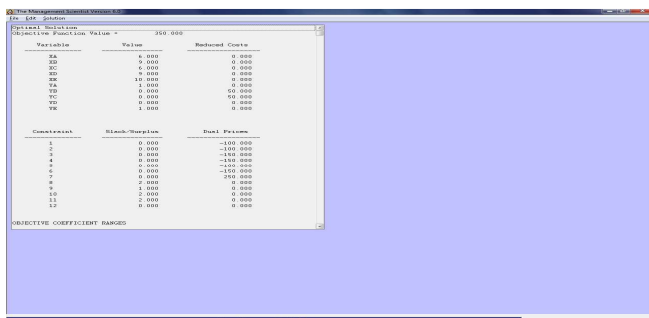 The Management Scientist Version 5.0
File Edit Solution
Optimal Solution
Objective Function Value = 350.000
Variable Value Reduced Costs
XA 6.000 0.000
XB 9.000 0.000
XC 6.000 0.000
XD 9.000 0.000
XE 10.000 0.000
YA 1.000 0.000
YB 0.000 50.000
YC 0.000 50.000
YD 0.000 0.000
YE 1.000 0.000
Constraint Slack/Surplus Dual Prices
1 0.000 -100.000
2 0.000 -100.000
3 0.000 -150.000
4 0.000 -150.000
5 0.000 -100.000
6 0.000 -150.000
7 0.000 250.000
8 2.000 0.000
9 1.000 0.000
10 2.000 0.000
11 2.000 0.000
12 0.000 0.000
OBJECTIVE COEFFICIENT RANGES